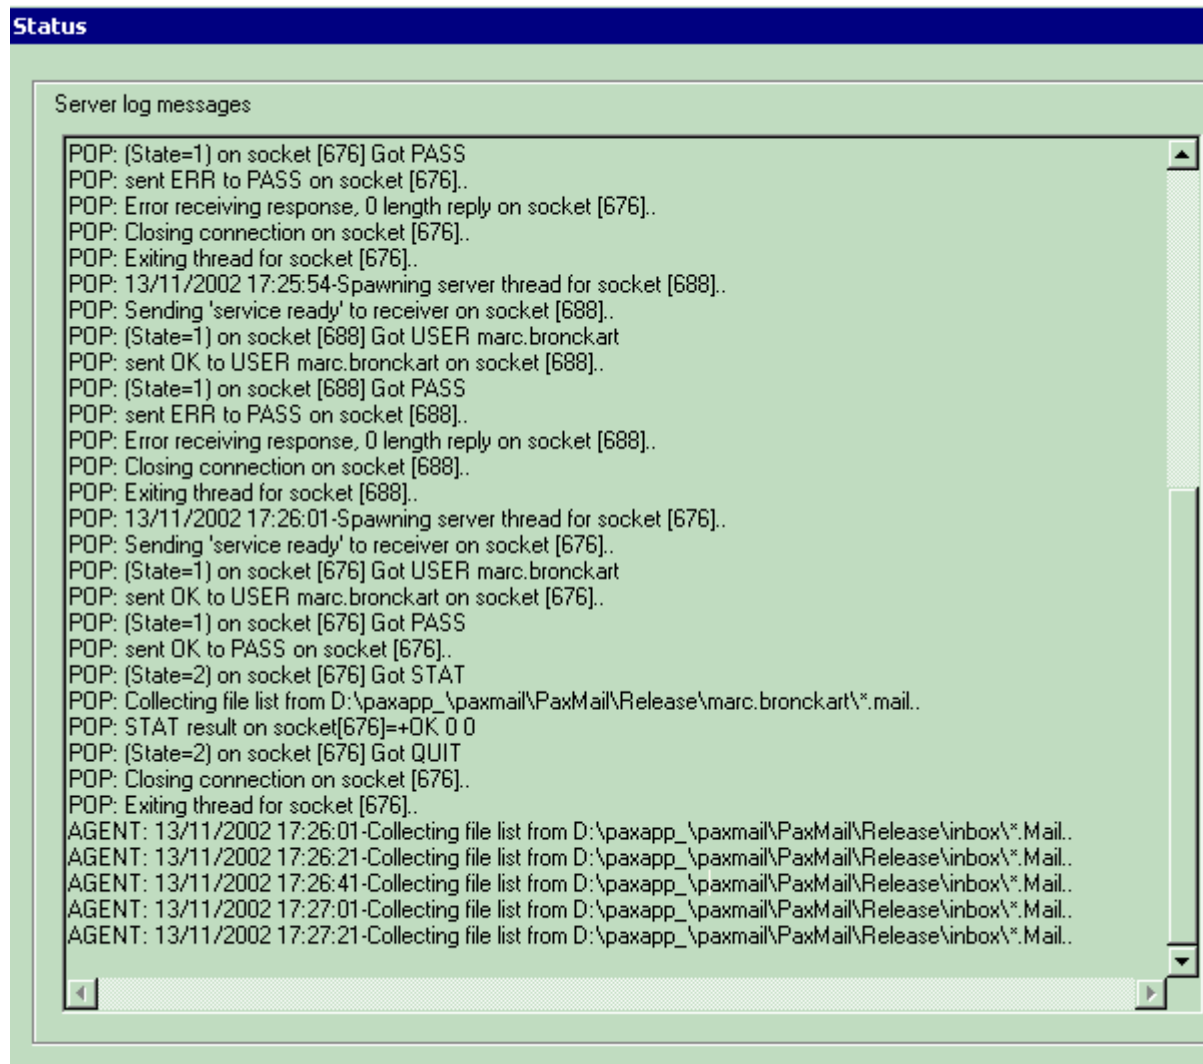 Status
Server log messages
POP: (State=1) on socket [676] Got PASS
POP: sent ERR to PASS on socket [676]..
POP: Error receiving response, 0 length reply on socket [676]..
POP: Closing connection on socket [676]..
POP: Exiting thread for socket [676]..
POP: 13/11/2002 17:25:54-Spawning server thread for socket [688]..
POP: Sending 'service ready' to receiver on socket [688]..
POP: (State=1) on socket [688] Got USER marc.bronckart
POP: sent OK to USER marc.bronckart on socket [688]..
POP: (State=1) on socket [688] Got PASS
POP: sent ERR to PASS on socket [688]..
POP: Error receiving response, 0 length reply on socket [688]..
POP: Closing connection on socket [688]..
POP: Exiting thread for socket [688]..
POP: 13/11/2002 17:26:01-Spawning server thread for socket [676]..
POP: Sending 'service ready' to receiver on socket [676]..
POP: (State=1) on socket [676] Got USER marc.bronckart
POP: sent OK to USER marc.bronckart on socket [676]..
POP: (State=1) on socket [676] Got PASS
POP: sent OK to PASS on socket [676]..
POP: (State=2) on socket [676] Got STAT
POP: Collecting file list from D:\paxapp_\paxmail\PaxMail\Release\marc.bronckart\*.mail..
POP: STAT result on socket[676]=+OK 0 0
POP: (State=2) on socket [676] Got QUIT
POP: Closing connection on socket [676]..
POP: Exiting thread for socket [676]..
AGENT: 13/11/2002 17:26:01-Collecting file list from D:\paxapp_\paxmail\PaxMail\Release\inbox\*.Mail..
AGENT: 13/11/2002 17:26:21-Collecting file list from D:\paxapp_\paxmail\PaxMail\Release\inbox\*.Mail..
AGENT: 13/11/2002 17:26:41-Collecting file list from D:\paxapp_\paxmail\PaxMail\Release\inbox\*.Mail..
AGENT: 13/11/2002 17:27:01-Collecting file list from D:\paxapp_\paxmail\PaxMail\Release\inbox\*.Mail..
AGENT: 13/11/2002 17:27:21-Collecting file list from D:\paxapp_\paxmail\PaxMail\Release\inbox\*.Mail..